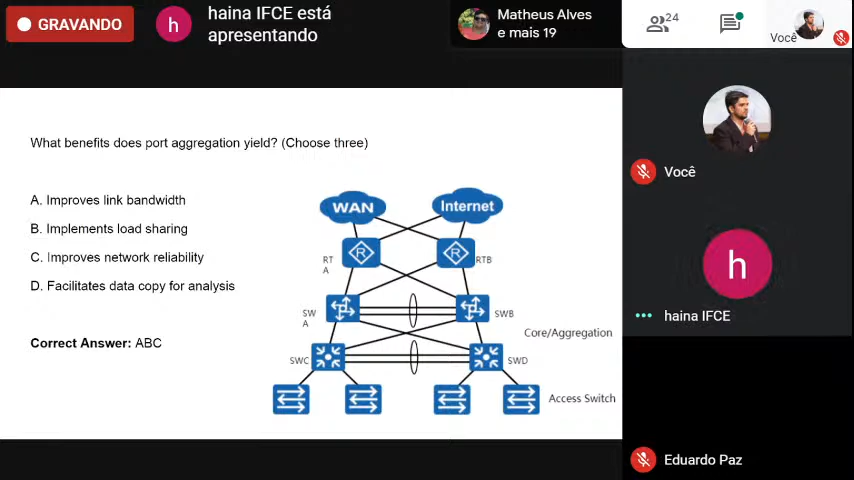 GRAVANDO
h
haina IFCE está
apresentando
Matheus Alves
e mais 19
24
Você
What benefits does port aggregation yield? (Choose three)
A. Improves link bandwidth
B. Implements load sharing
C. Improves network reliability
D. Facilitates data copy for analysis
Correct Answer: ABC
WAN
Internet
RT
A
R
R
RTB
SW
A
SWB
Core/Aggregation
SWC
SWD
Access Switch
Você
h
haina IFCE
Eduardo Paz